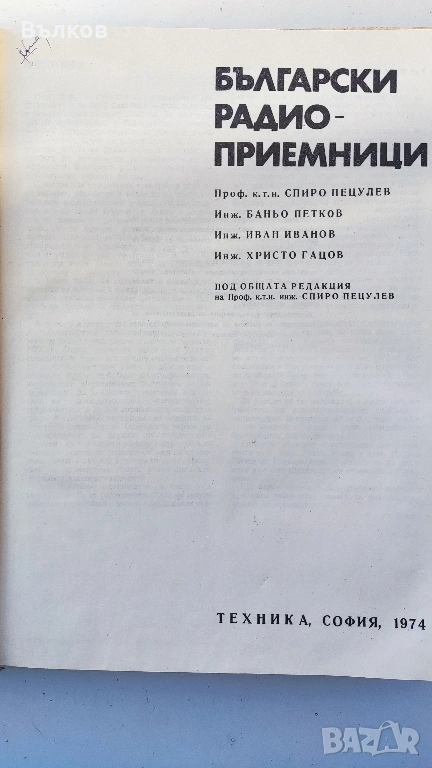 Вълков
БЪЛГАРСКИ
РАДИО-
ПРИЕМНИЦИ
Проф. к.т.н. СПИРО ПЕЦУЛЕВ
Инж. БАНЬО ПЕТКОВ
Инж. ИВАН ИВАНОВ
Инж. ХРИСТО ГАЦОВ
ПОД ОБЩАТА РЕДАКЦИЯ
на Проф. к.т.н. инж. СПИРО ПЕЦУЛЕВ
ТЕХНИКА, СОФИЯ, 1974
BAZAR